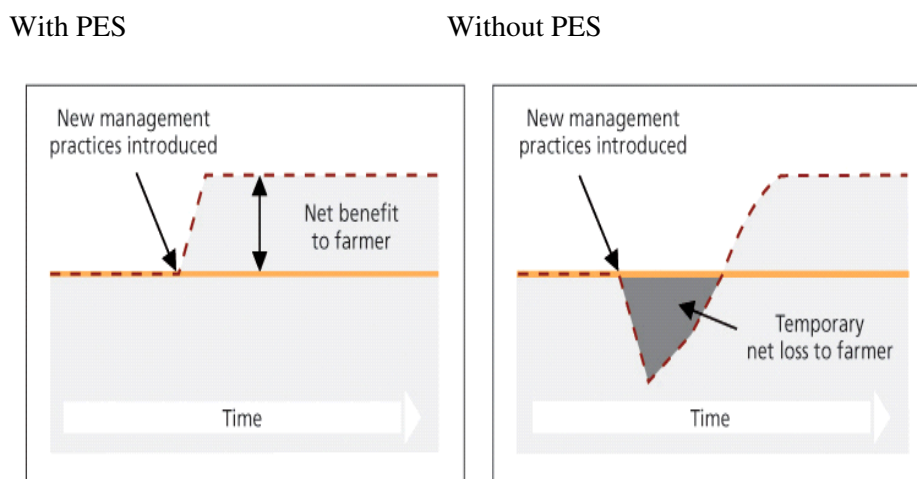 With PES
Without PES
New management
practices introduced
Net benefit
to farmer
Time
New management
practices introduced
Temporary
net loss to farmer
Time